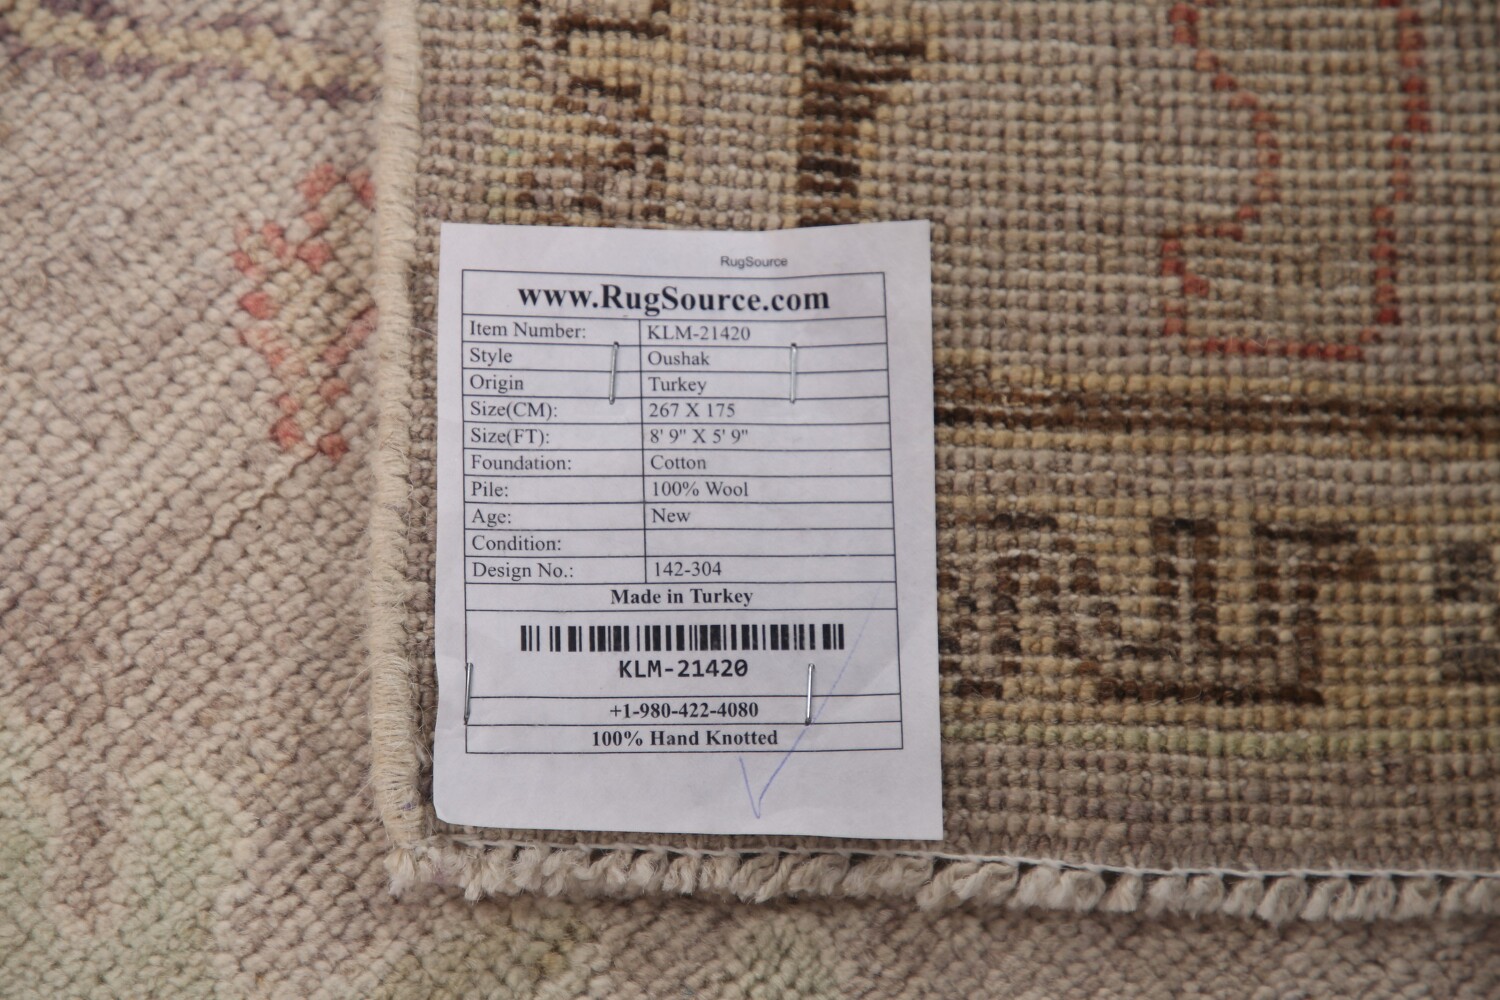 RugSource
www.RugSource.com
Item Number: KLM-21420
Style Oushak
Origin Turkey
Size(CM): 267 X 175
Size(FT): 8' 9" X 5' 9"
Foundation: Cotton
Pile: 100% Wool
Age: New
Condition:
Design No.: 142-304
Made in Turkey
KLM-21420
+1-980-422-4080
100% Hand Knotted